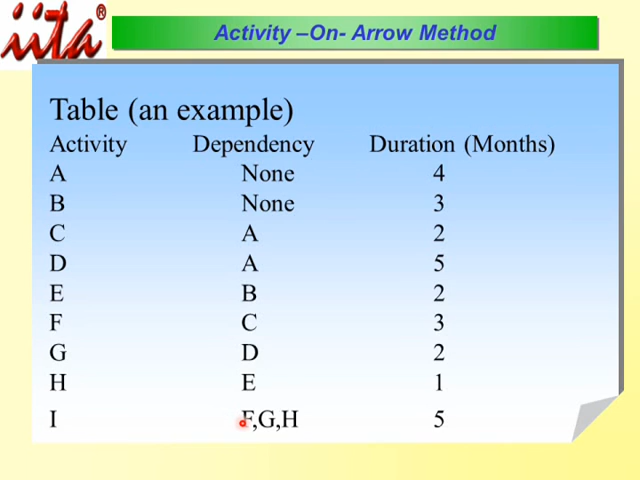 iita®
Activity –On- Arrow Method
Table (an example)
Activity Dependency Duration (Months)
A None 4
B None 3
C A 2
D A 5
E B 2
F C 3
G D 2
H E 1
I F,G,H 5